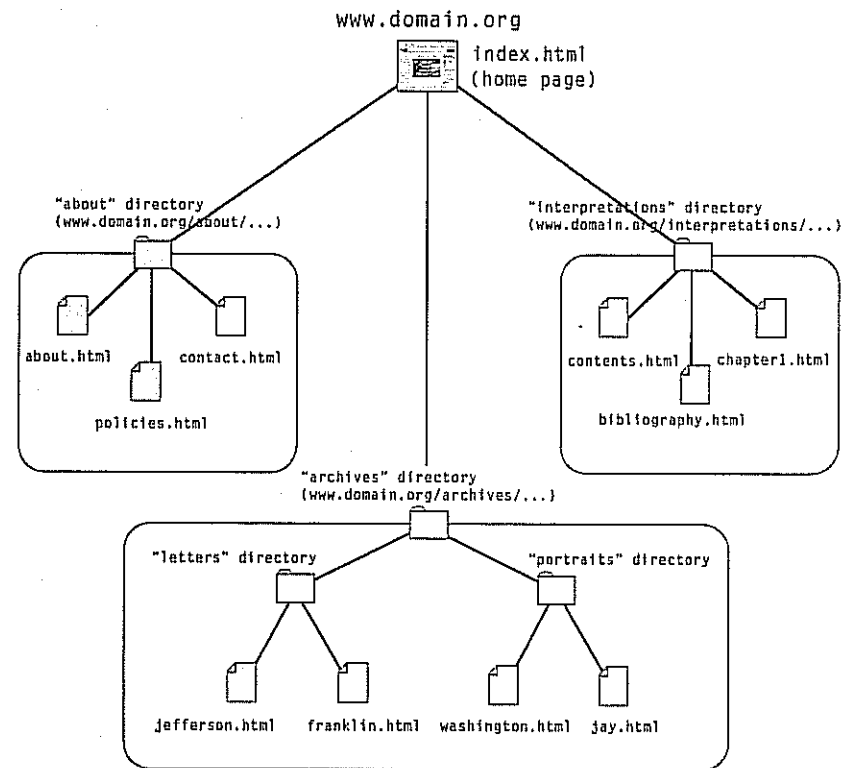 www.domain.org
index.html
(home page)
"about" directory
(www.domain.org/about/...)
"interpretations" directory
(www.domain.org/interpretations/...)
about.html
contact.html
policies.html
contents.html
chapter1.html
bibliography.html
"archives" directory
(www.domain.org/archives/...)
"letters" directory
"portraits" directory
jefferson.html
franklin.html
washington.html
jay.html